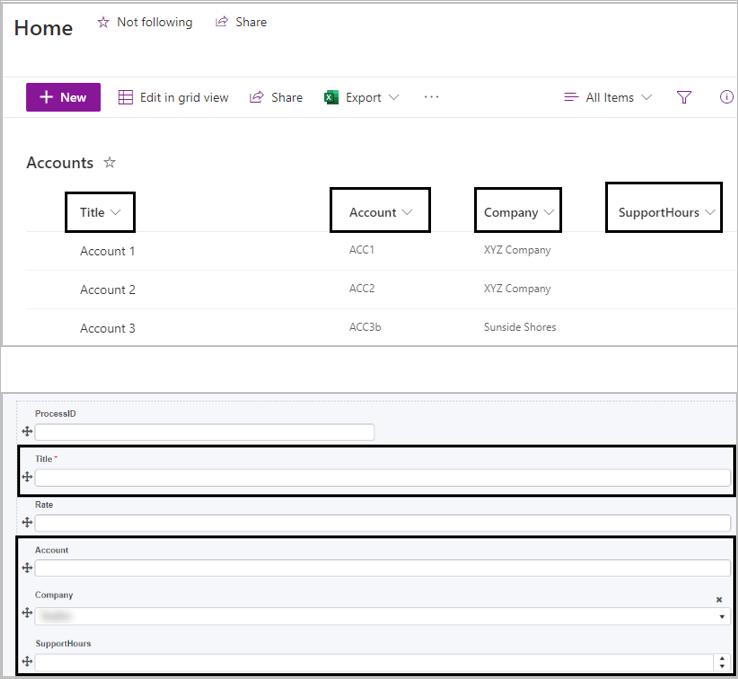 Home Not following Share
New Edit in grid view Share Export ... All Items
Accounts
Title Account Company SupportHours
Account 1 ACC1 XYZ Company
Account 2 ACC2 XYZ Company
Account 3 ACC3b Sunside Shores
ProcessID
Title *
Rate
Account
Company
SupportHours